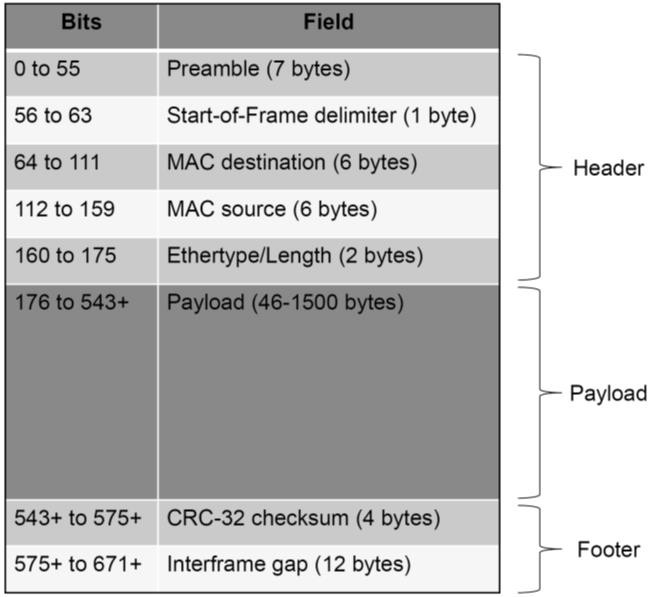 Bits Field
0 to 55 Preamble (7 bytes)
56 to 63 Start-of-Frame delimiter (1 byte)
64 to 111 MAC destination (6 bytes)
112 to 159 MAC source (6 bytes)
160 to 175 Ethertype/Length (2 bytes)
Header
176 to 543+ Payload (46-1500 bytes)
Payload
543+ to 575+ CRC-32 checksum (4 bytes)
575+ to 671+ Interframe gap (12 bytes)
Footer